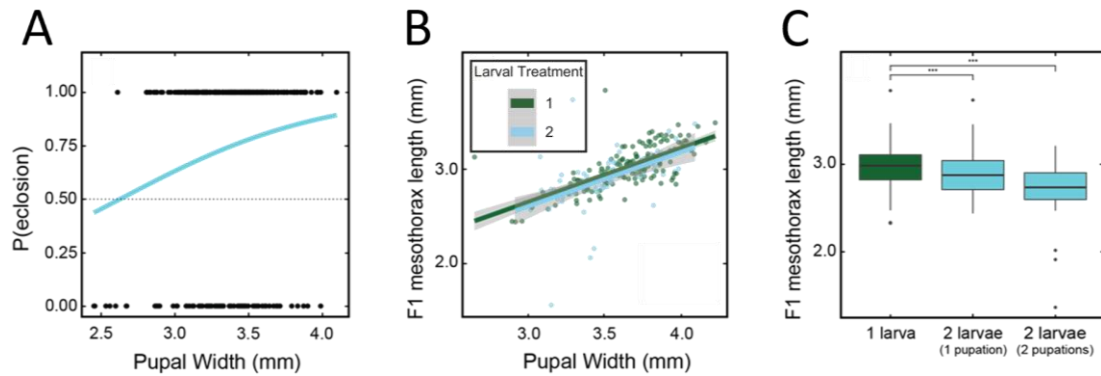 A
P(eclosion)
1.00
0.75
0.50
0.25
0.00
2.5 3.0 3.5 4.0
Pupal Width (mm)
B
F1 mesothorax length (mm)
Larval Treatment
1
2
3.0
2.0
3.0 3.5 4.0
Pupal Width (mm)
C
F1 mesothorax length (mm)
*** ***
3.0
2.0
1 larva 2 larvae 2 larvae
(1 pupation) (2 pupations)